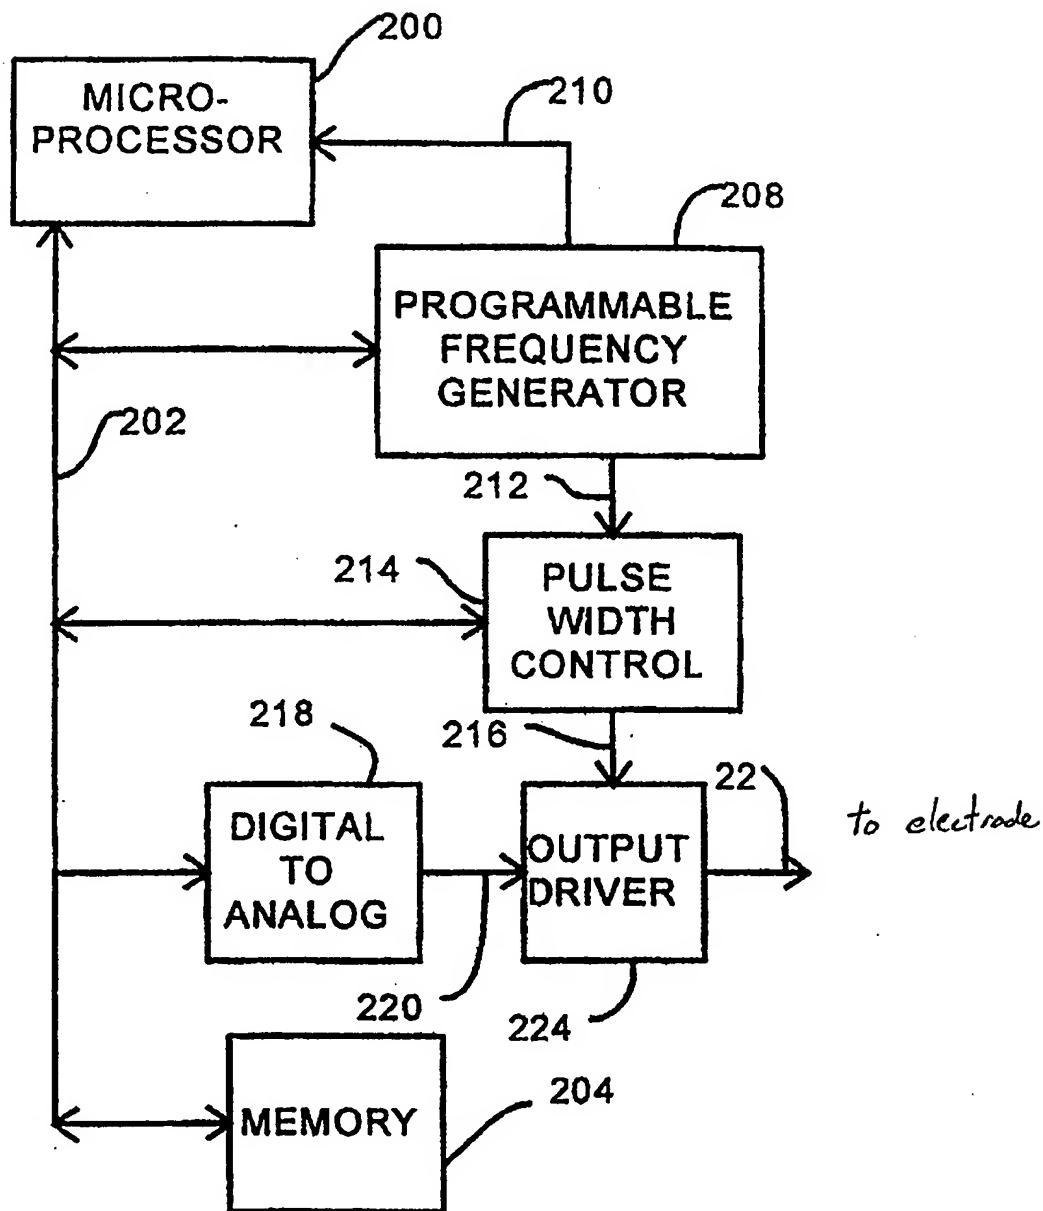 200
MICRO-
PROCESSOR
210
208
PROGRAMMABLE
FREQUENCY
GENERATOR
202
212
214
PULSE
WIDTH
CONTROL
218
216
22
to electrode
DIGITAL
TO
ANALOG
OUTPUT
DRIVER
220
224
204
MEMORY